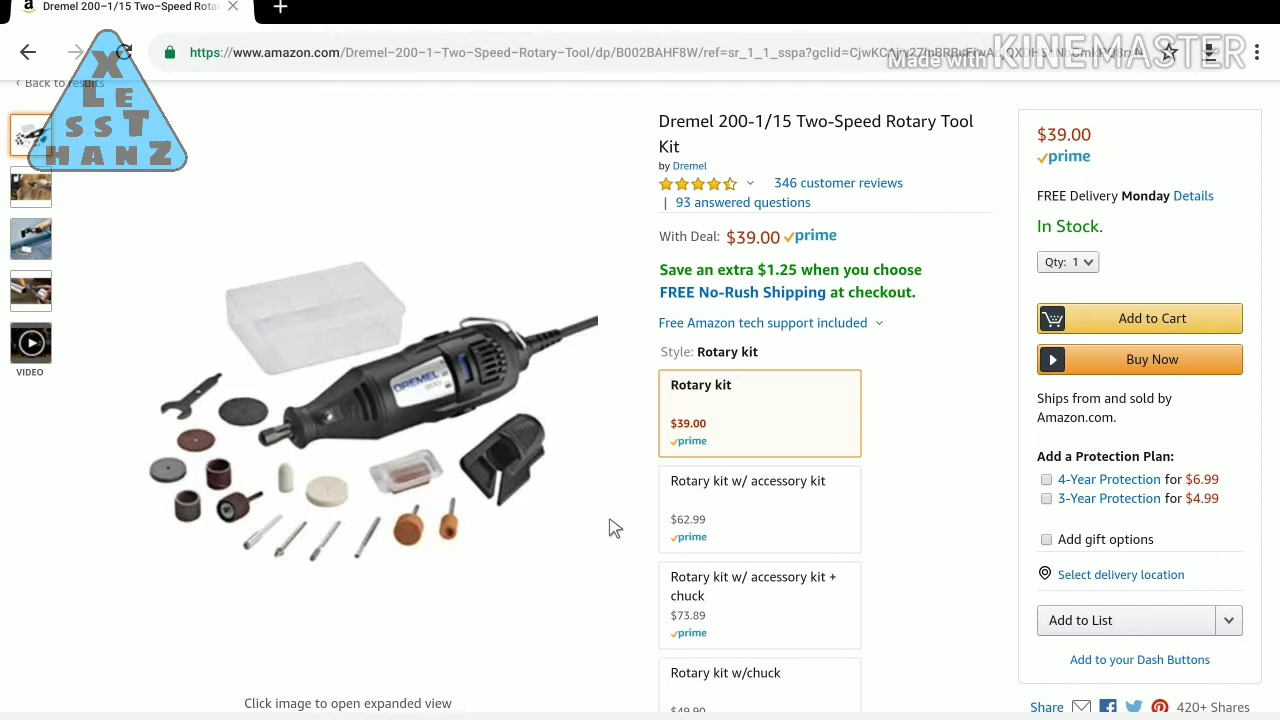 Dremel 200-1/15 Two-Speed Rota
https://www.amazon.com/Dremel-200-1-Two-Speed-Rotary-Tool/dp/B002BAHF8W/ref=sr_1_1_sspa?gclid=
Made with KINEMASTER
Back to results
X
LE
SST
HANZ
VIDEO
DREMEL
200
Click image to open expanded view
Dremel 200-1/15 Two-Speed Rotary Tool
Kit
by Dremel
346 customer reviews
| 93 answered questions
With Deal: $39.00 prime
Save an extra $1.25 when you choose
FREE No-Rush Shipping at checkout.
Free Amazon tech support included
Style: Rotary kit
Rotary kit
$39.00
prime
Rotary kit w/ accessory kit
$62.99
prime
Rotary kit w/ accessory kit +
chuck
$73.89
prime
Rotary kit w/chuck
$49.90
$39.00
prime
FREE Delivery Monday Details
In Stock.
Qty: 1
Add to Cart
Buy Now
Ships from and sold by
Amazon.com.
Add a Protection Plan:
4-Year Protection for $6.99
3-Year Protection for $4.99
Add gift options
Select delivery location
Add to List
Add to your Dash Buttons
Share 420+ Shares